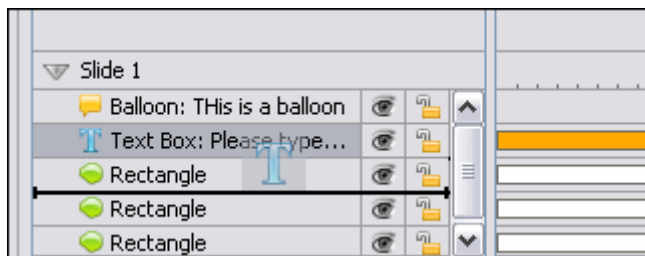 Slide 1
Balloon: THis is a balloon
Text Box: Please type...
Rectangle
Rectangle
Rectangle